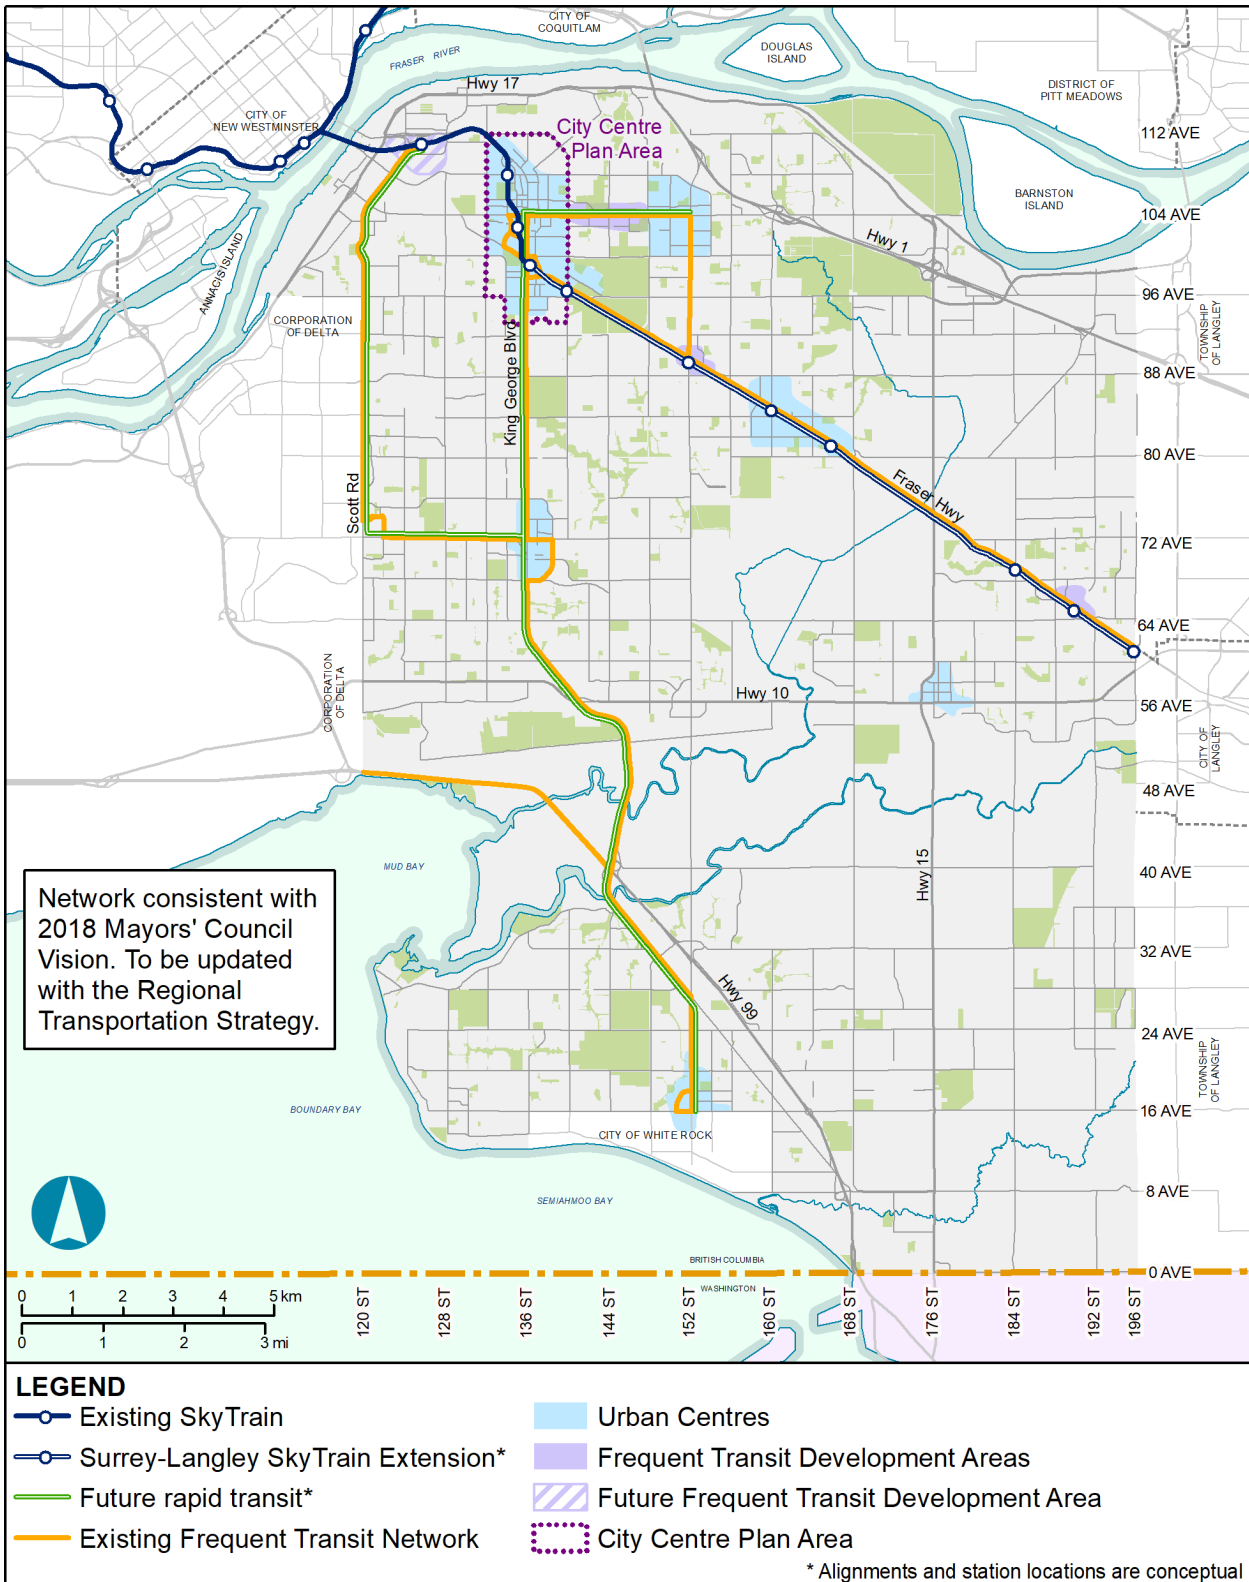 CITY OF
COQUITLAM
FRASER RIVER
DOUGLAS
ISLAND
Hwy 17
DISTRICT OF
PITT MEADOWS
CITY OF
NEW WESTMINSTER
City Centre
Plan Area
112 AVE
BARNSTON
ISLAND
104 AVE
Hwy 1
ANNACIS ISLAND
96 AVE
CORPORATION
OF DELTA
King George Blvd
TOWNSHIP
OF LANGLEY
88 AVE
80 AVE
Scott Rd
Fraser Hwy
72 AVE
64 AVE
CORPORATION
OF DELTA
Hwy 10
56 AVE
CITY OF
LANGLEY
48 AVE
MUD BAY
Hwy 15
40 AVE
Network consistent with
2018 Mayors' Council
Vision. To be updated
with the Regional
Transportation Strategy.
32 AVE
Hwy 99
24 AVE
TOWNSHIP
OF LANGLEY
BOUNDARY BAY
16 AVE
CITY OF WHITE ROCK
SEMIAHMOO BAY
8 AVE
BRITISH COLUMBIA
0 AVE
WASHINGTON
0 1 2 3 4 5 km
0 1 2 3 mi
120 ST
128 ST
136 ST
144 ST
152 ST
160 ST
168 ST
176 ST
184 ST
192 ST
196 ST
LEGEND
Existing SkyTrain
Surrey-Langley SkyTrain Extension*
Future rapid transit*
Existing Frequent Transit Network
Urban Centres
Frequent Transit Development Areas
Future Frequent Transit Development Area
City Centre Plan Area
* Alignments and station locations are conceptual